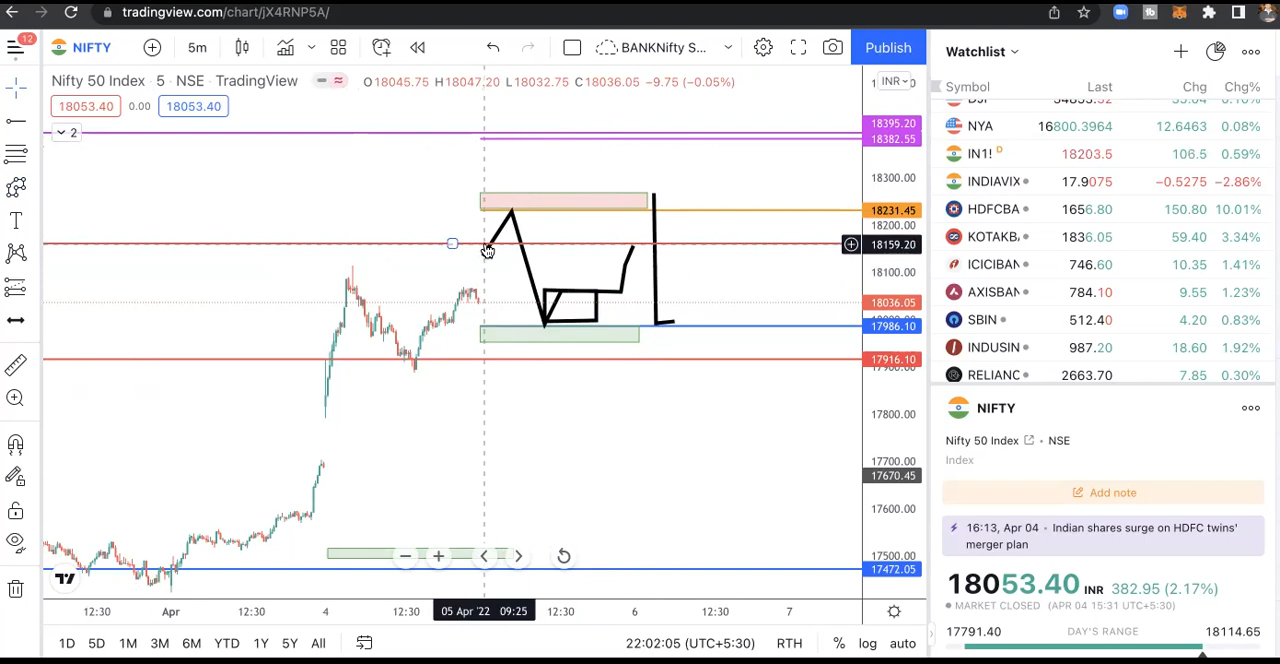 tradingview.com/chart/jX4RNP5A/
12
NIFTY
5m
BANKNifty S...
Publish
Nifty 50 Index · 5 · NSE · TradingView
O18045.75 H18047.20 L18032.75 C18036.05 −9.75 (−0.05%)
INR
18053.40 0.00 18053.40
2
18395.20
18382.55
18300.00
18231.45
18200.00
18159.20
18100.00
18036.05
17986.10
17916.10
17800.00
17700.00
17670.45
17600.00
17500.00
17472.05
12:30 Apr 12:30 4 12:30 05 Apr '22 09:25 12:30 6 12:30 7
1D 5D 1M 3M 6M YTD 1Y 5Y All
22:02:05 (UTC+5:30) RTH % log auto
Watchlist
Symbol Last Chg Chg%
NYA 16800.3964 12.6463 0.08%
IN1! D 18203.5 106.5 0.59%
INDIAVIX 17.9075 −0.5275 −2.86%
HDFCBA 1656.80 150.80 10.01%
KOTAKB 1836.05 59.40 3.34%
ICICIBAN 746.60 10.35 1.41%
AXISBAN 784.10 9.55 1.23%
SBIN 512.40 4.20 0.83%
INDUSIN 987.20 18.60 1.92%
RELIANC 2663.70 7.85 0.30%
NIFTY
Nifty 50 Index · NSE
Index
Add note
16:13, Apr 04 · Indian shares surge on HDFC twins'
merger plan
18053.40 INR 382.95 (2.17%)
MARKET CLOSED (APR 04 15:31 UTC+5:30)
17791.40 DAY'S RANGE 18114.65